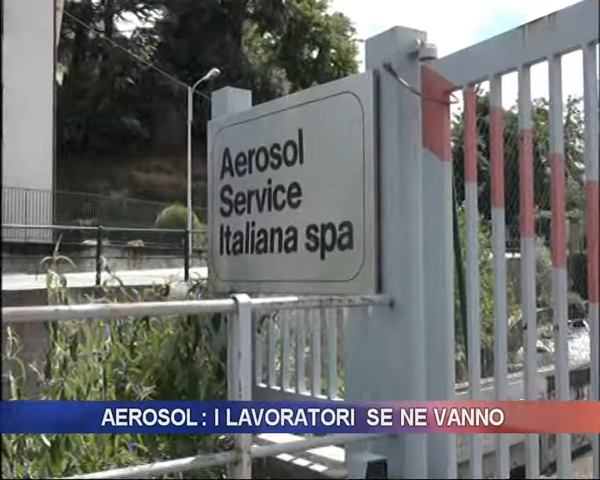 Aerosol
Service
Italiana spa
AEROSOL: I LAVORATORI SE NE VANNO